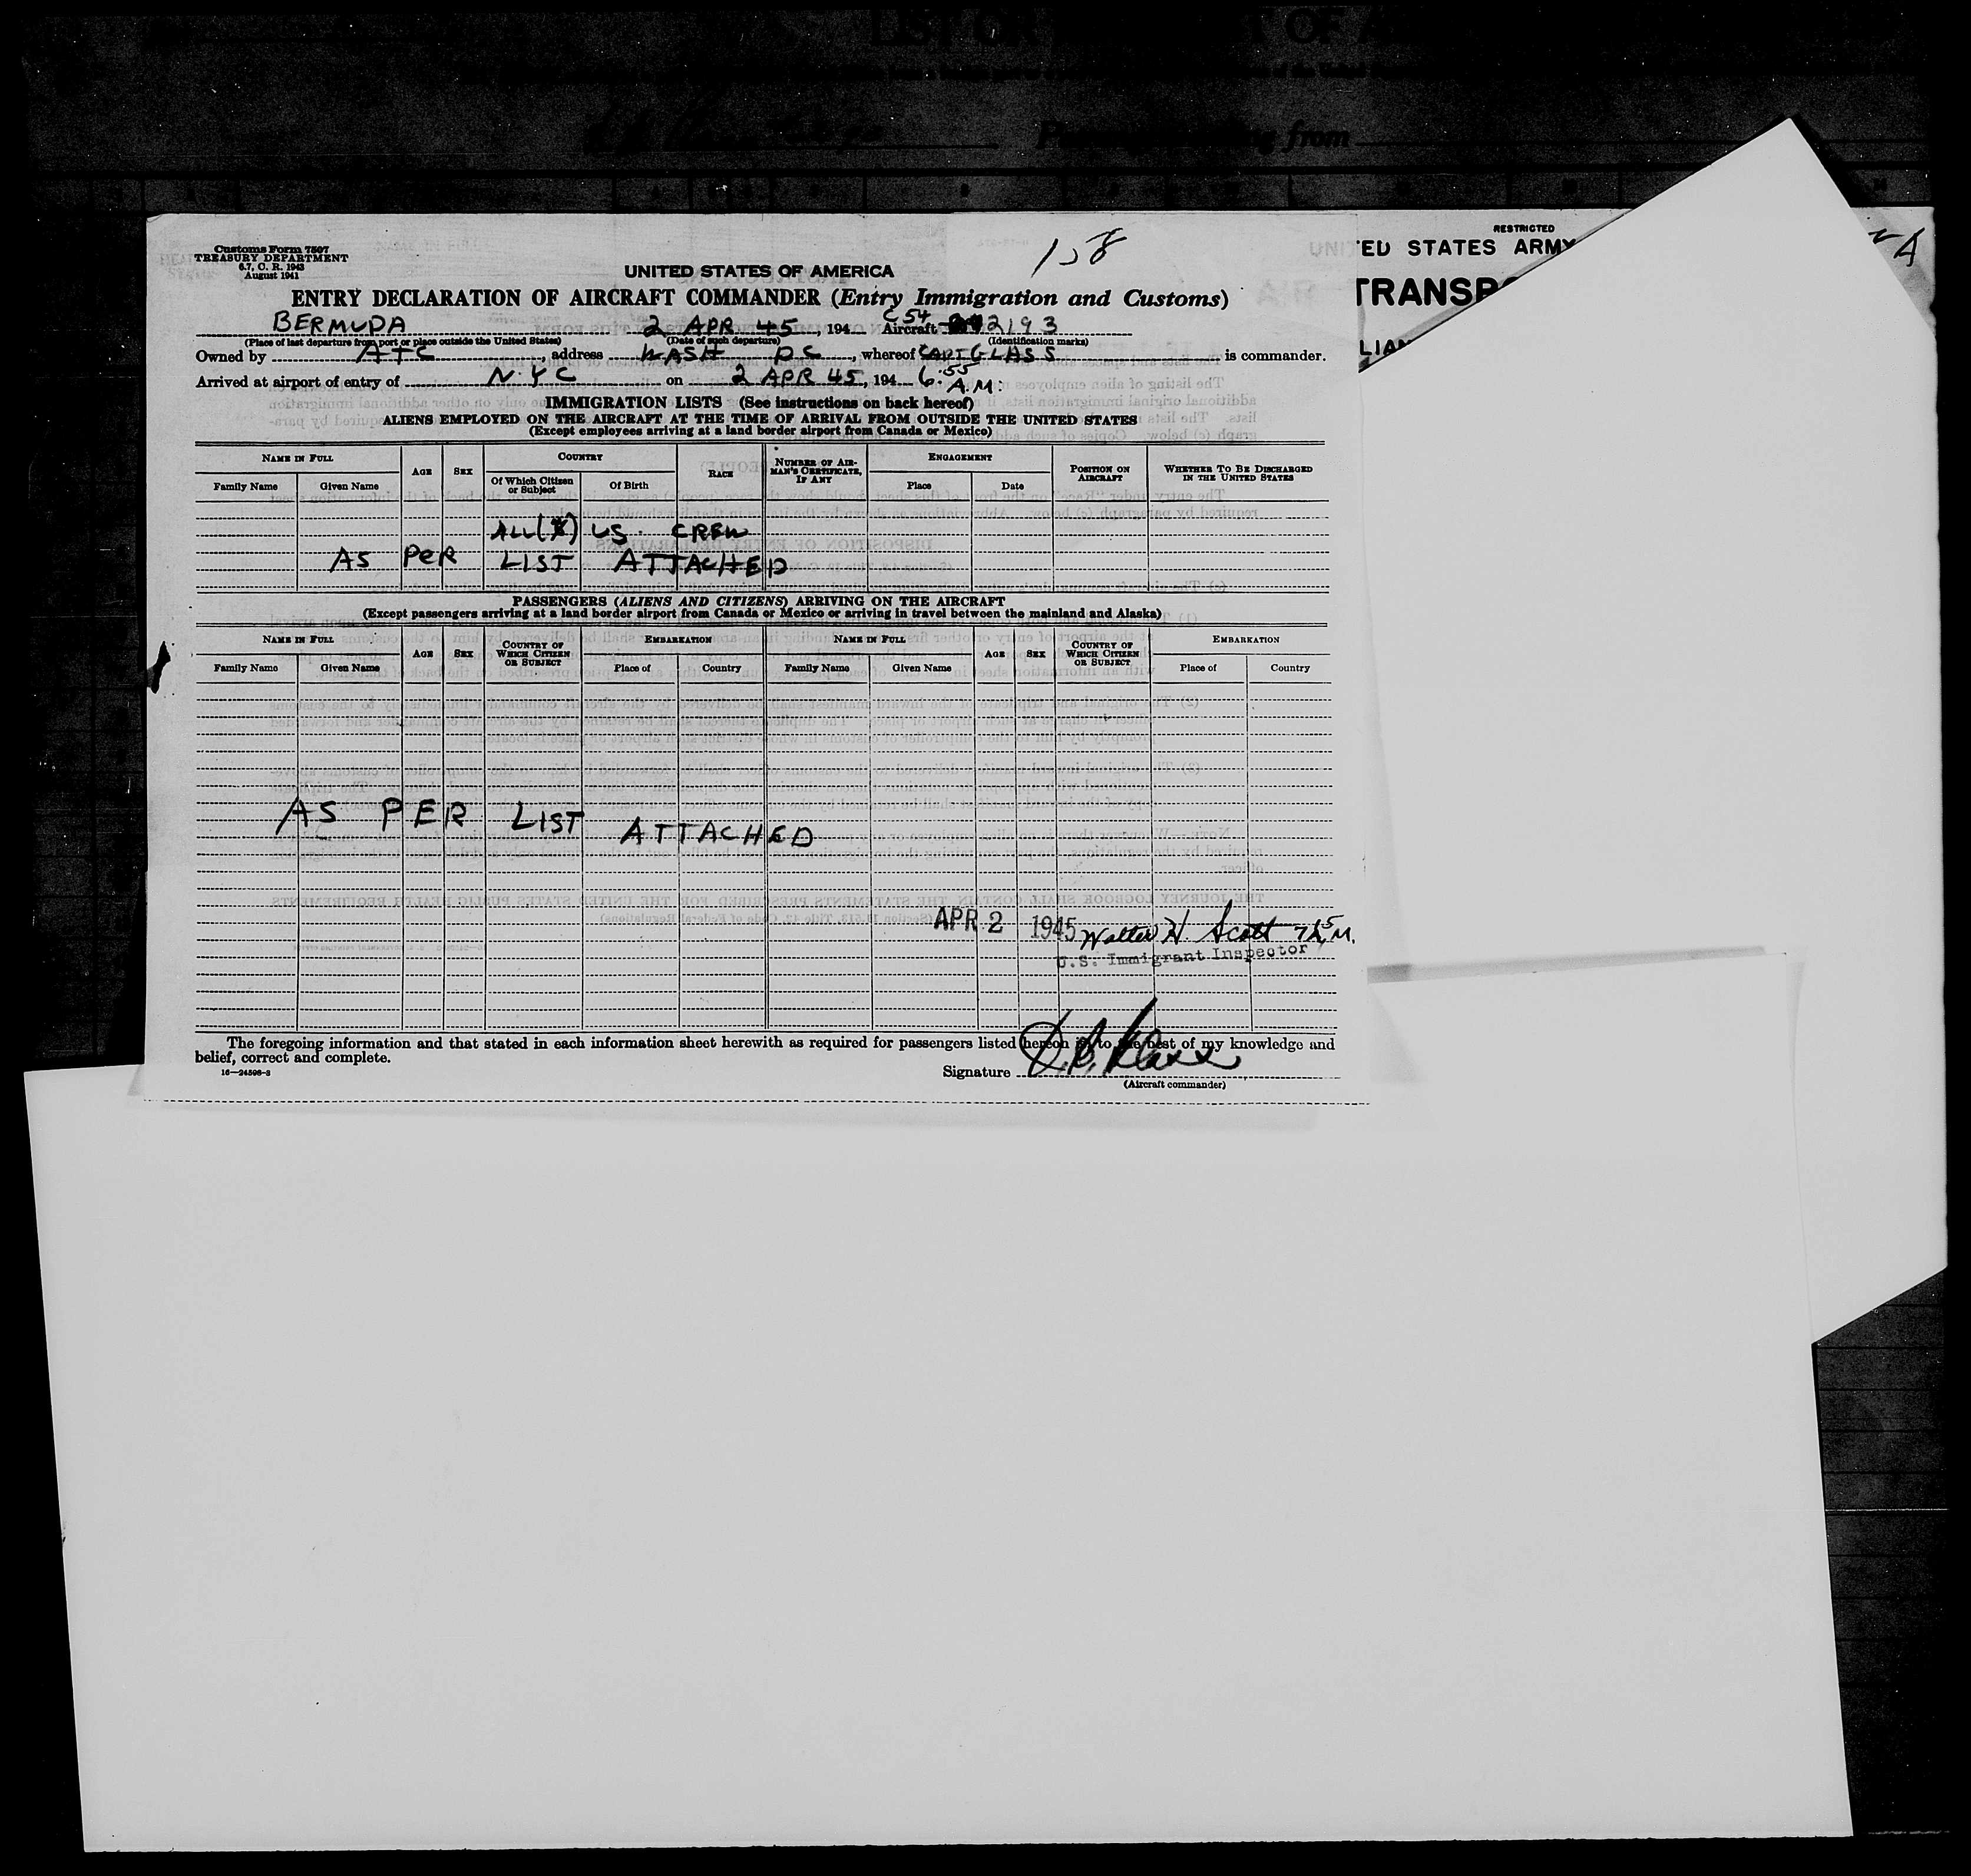 158
Customs Form 7507
TREASURY DEPARTMENT
6.7, C. R. 1943
August 1941
UNITED STATES OF AMERICA
ENTRY DECLARATION OF AIRCRAFT COMMANDER (Entry Immigration and Customs)
BERMUDA 2 APR 45, 194 Aircraft C 54 2193
(Place of last departure from port or place outside the United States) (Date of such departure) (Identification marks)
Owned by ATC, address WASH DC, whereof CAPT GLASS is commander.
Arrived at airport of entry of N Y C on 2 APR 45, 194 6:55 A.M.
IMMIGRATION LISTS (See instructions on back hereof)
ALIENS EMPLOYED ON THE AIRCRAFT AT THE TIME OF ARRIVAL FROM OUTSIDE THE UNITED STATES
(Except employees arriving at a land border airport from Canada or Mexico)
NAME IN FULL AGE SEX COUNTRY RACE NUMBER OF AIRMAN'S CERTIFICATE, IF ANY ENGAGEMENT POSITION ON AIRCRAFT WHETHER TO BE DISCHARGED IN THE UNITED STATES
Family Name Given Name Of Which Citizen or Subject Of Birth Place Date
ALL US CREW
AS PER LIST ATTACHED
PASSENGERS (ALIENS AND CITIZENS) ARRIVING ON THE AIRCRAFT
(Except passengers arriving at a land border airport from Canada or Mexico or arriving in travel between the mainland and Alaska)
NAME IN FULL AGE SEX COUNTRY OF WHICH CITIZEN OR SUBJECT EMBARKATION NAME IN FULL AGE SEX COUNTRY OF WHICH CITIZEN OR SUBJECT EMBARKATION
Family Name Given Name Place of Country Family Name Given Name Place of Country
AS PER LIST ATTACHED
APR 2 1945 Walter H. Scott
U.S. Immigrant Inspector
The foregoing information and that stated in each information sheet herewith as required for passengers listed hereon is to the best of my knowledge and
belief, correct and complete.
16—24598-3
Signature
(Aircraft commander)
RESTRICTED
TED STATES ARMY
TRANSPO